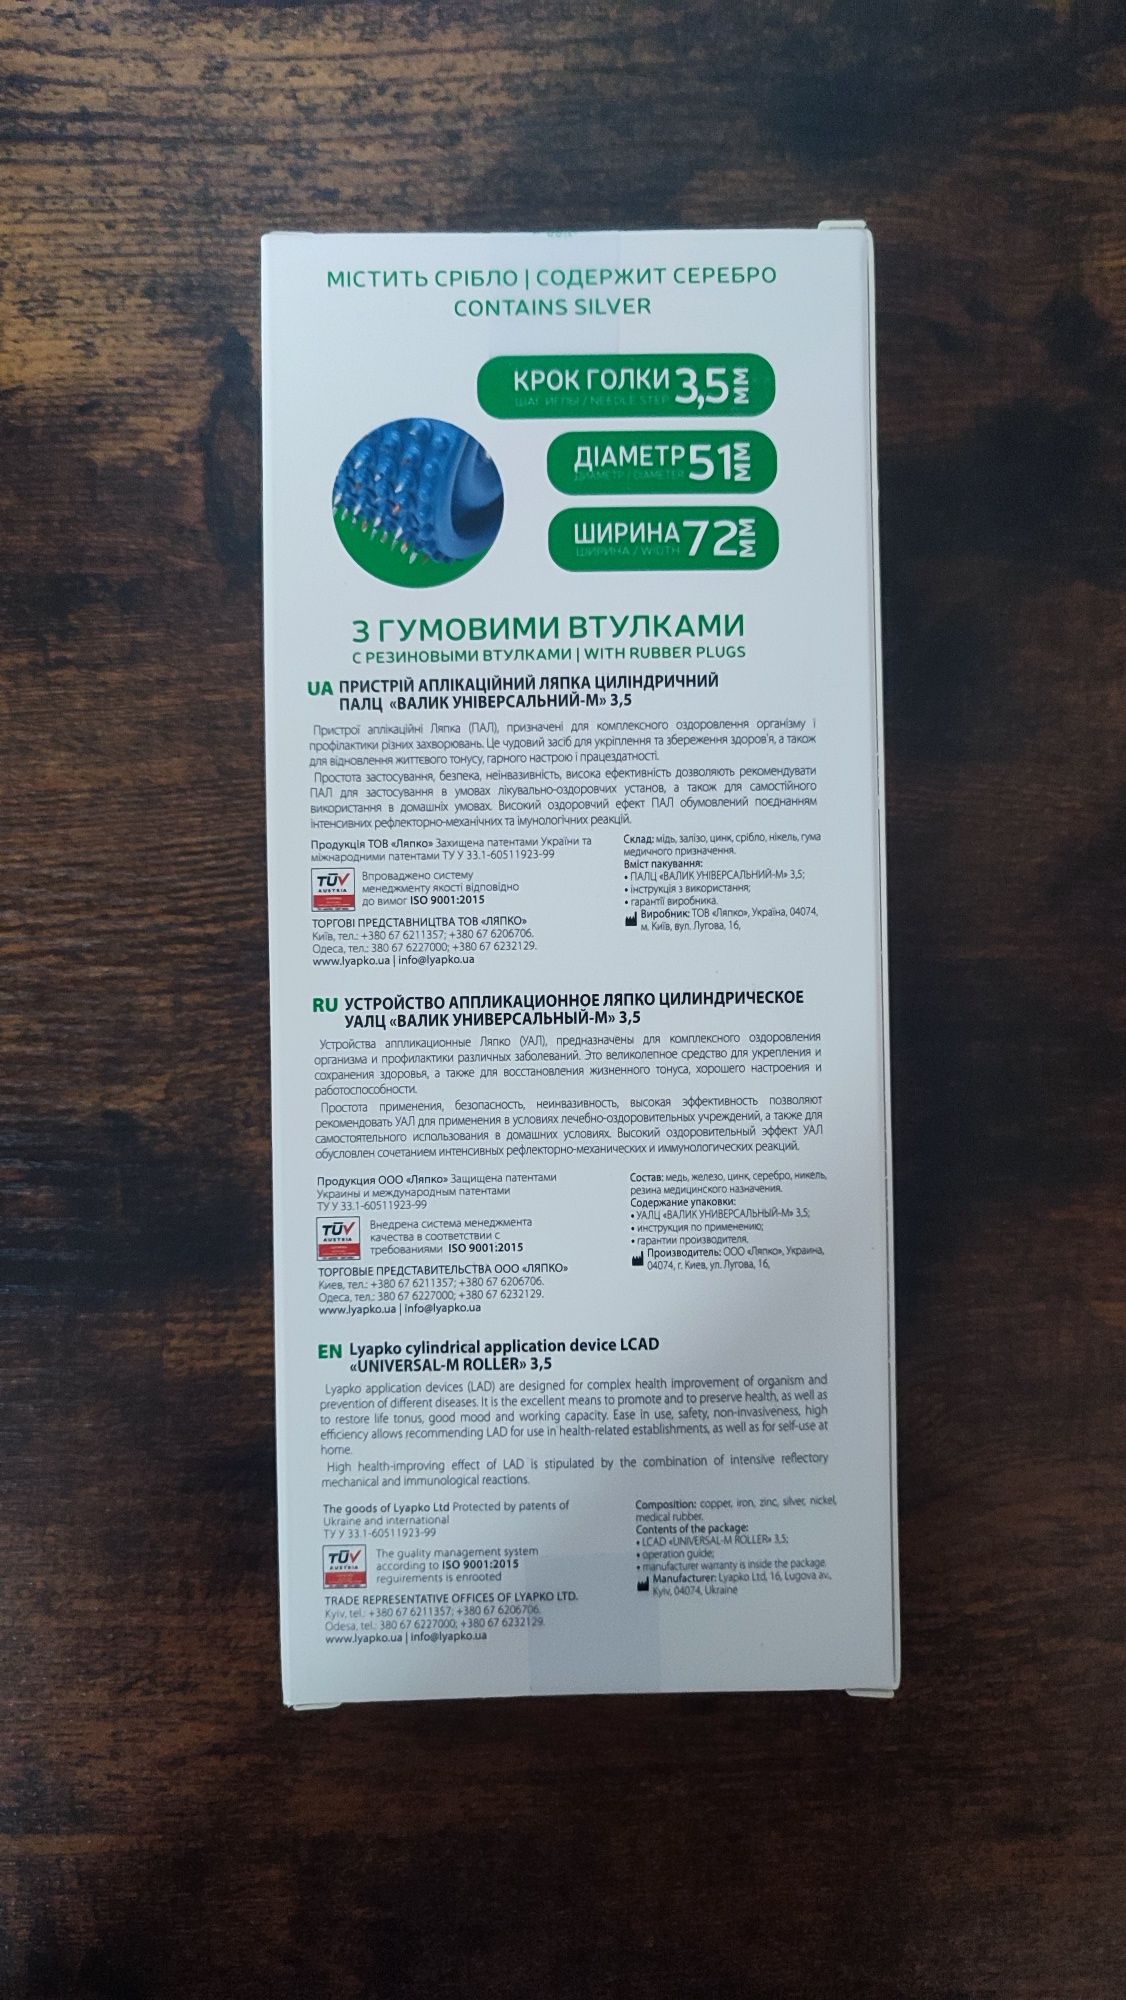 МІСТИТЬ СРІБЛО | СОДЕРЖИТ СЕРЕБРО
CONTAINS SILVER
КРОК ГОЛКИ 3,5 ММ
ШАГ ИГЛЫ / NEEDLE STEP
ДІАМЕТР 51 ММ
ДИАМЕТР / DIAMETER
ШИРИНА 72 ММ
ШИРИНА / WIDTH
З ГУМОВИМИ ВТУЛКАМИ
С РЕЗИНОВЫМИ ВТУЛКАМИ | WITH RUBBER PLUGS
UA ПРИСТРІЙ АПЛІКАЦІЙНИЙ ЛЯПКА ЦИЛІНДРИЧНИЙ
ПАЛЦ «ВАЛИК УНІВЕРСАЛЬНИЙ-М» 3,5
Пристрої аплікаційні Ляпка (ПАЛ), призначені для комплексного оздоровлення організму і
профілактики різних захворювань. Це чудовий засіб для укріплення та збереження здоров'я, а також
для відновлення життєвого тонусу, гарного настрою і працездатності.
Простота застосування, безпека, неінвазивність, висока ефективність дозволяють рекомендувати
ПАЛ для застосування в умовах лікувально-оздоровчих установ, а також для самостійного
використання в домашніх умовах. Високий оздоровчий ефект ПАЛ обумовлений поєднанням
інтенсивних рефлекторно-механічних та імунологічних реакцій.
Продукція ТОВ «Ляпко» Захищена патентами України та
міжнародними патентами ТУ У 33.1-60511923-99
TÜV
AUSTRIA
Впроваджено систему
менеджменту якості відповідно
до вимог ISO 9001:2015
ТОРГОВІ ПРЕДСТАВНИЦТВА ТОВ «ЛЯПКО»
Київ, тел.: +380 67 6211357; +380 67 6206706.
Одеса, тел.: 380 67 6227000; +380 67 6232129.
www.lyapko.ua | info@lyapko.ua
Склад: мідь, залізо, цинк, срібло, нікель, гума
медичного призначення.
Вміст пакування:
• ПАЛЦ «ВАЛИК УНІВЕРСАЛЬНИЙ-М» 3,5;
• інструкція з використання;
• гарантії виробника.
Виробник: ТОВ «Ляпко», Україна, 04074,
м. Київ, вул. Лугова, 16,
RU УСТРОЙСТВО АППЛИКАЦИОННОЕ ЛЯПКО ЦИЛИНДРИЧЕСКОЕ
УАЛЦ «ВАЛИК УНИВЕРСАЛЬНЫЙ-М» 3,5
Устройства аппликационные Ляпко (УАЛ), предназначены для комплексного оздоровления
организма и профилактики различных заболеваний. Это великолепное средство для укрепления и
сохранения здоровья, а также для восстановления жизненного тонуса, хорошего настроения и
работоспособности.
Простота применения, безопасность, неинвазивность, высокая эффективность позволяют
рекомендовать УАЛ для применения в условиях лечебно-оздоровительных учреждений, а также для
самостоятельного использования в домашних условиях. Высокий оздоровительный эффект УАЛ
обусловлен сочетанием интенсивных рефлекторно-механических и иммунологических реакций.
Продукция ООО «Ляпко» Защищена патентами
Украины и международными патентами
ТУ У 33.1-60511923-99
TÜV
AUSTRIA
Внедрена система менеджмента
качества в соответствии с
требованиями ISO 9001:2015
ТОРГОВЫЕ ПРЕДСТАВИТЕЛЬСТВА ООО «ЛЯПКО»
Киев, тел.: +380 67 6211357; +380 67 6206706.
Одеса, тел.: 380 67 6227000; +380 67 6232129.
www.lyapko.ua | info@lyapko.ua
Состав: медь, железо, цинк, серебро, никель,
резина медицинского назначения.
Содержание упаковки:
• УАЛЦ «ВАЛИК УНИВЕРСАЛЬНЫЙ-М» 3,5;
• инструкция по применению;
• гарантии производителя.
Производитель: ООО «Ляпко», Украина,
04074, г. Киев, ул. Лугова, 16,
EN Lyapko cylindrical application device LCAD
«UNIVERSAL-M ROLLER» 3,5
Lyapko application devices (LAD) are designed for complex health improvement of organism and
prevention of different diseases. It is the excellent means to promote and to preserve health, as well as
to restore life tonus, good mood and working capacity. Ease in use, safety, non-invasiveness, high
efficiency allows recommending LAD for use in health-related establishments, as well as for self-use at
home.
High health-improving effect of LAD is stipulated by the combination of intensive reflectory
mechanical and immunological reactions.
The goods of Lyapko Ltd Protected by patents of
Ukraine and international
ТУ У 33.1-60511923-99
TÜV
AUSTRIA
The quality management system
according to ISO 9001:2015
requirements is enrooted
TRADE REPRESENTATIVE OFFICES OF LYAPKO LTD.
Kyiv, tel.: +380 67 6211357; +380 67 6206706.
Odesa, tel.: 380 67 6227000; +380 67 6232129.
www.lyapko.ua | info@lyapko.ua
Composition: copper, iron, zinc, silver, nickel,
medical rubber.
Contents of the package:
• LCAD «UNIVERSAL-M ROLLER» 3,5;
• operation guide;
• manufacturer warranty is inside the package.
Manufacturer: Lyapko Ltd, 16, Lugova av.,
Kyiv, 04074, Ukraine